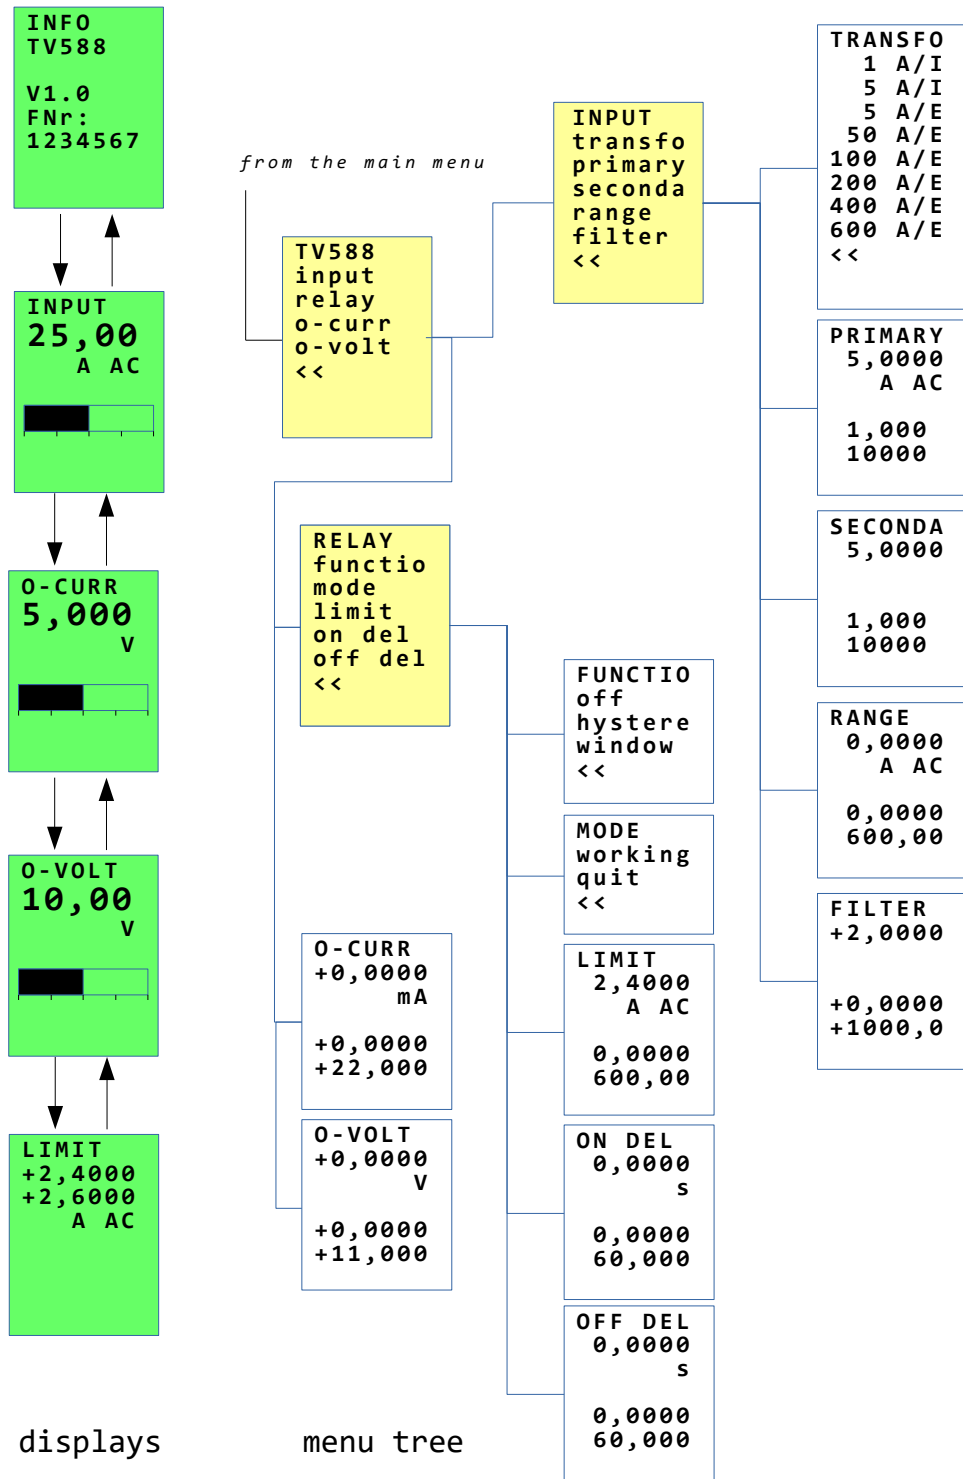 INFO
TV588
V1.0
FNr:
1234567
INPUT
25,00
A AC
O-CURR
5,000
V
O-VOLT
10,00
V
LIMIT
+2,4000
+2,6000
A AC
displays
from the main menu
TV588
input
relay
o-curr
o-volt
<<
RELAY
functio
mode
limit
on del
off del
<<
O-CURR
+0,0000
mA
+0,0000
+22,000
O-VOLT
+0,0000
V
+0,0000
+11,000
menu tree
INPUT
transfo
primary
seconda
range
filter
<<
FUNCTIO
off
hystere
window
<<
MODE
working
quit
<<
LIMIT
2,4000
A AC
0,0000
600,00
ON DEL
0,0000
s
0,0000
60,000
OFF DEL
0,0000
s
0,0000
60,000
TRANSFO
1 A/I
5 A/I
5 A/E
50 A/E
100 A/E
200 A/E
400 A/E
600 A/E
<<
PRIMARY
5,0000
A AC
1,000
10000
SECONDA
5,0000
1,000
10000
RANGE
0,0000
A AC
0,0000
600,00
FILTER
+2,0000
+0,0000
+1000,0